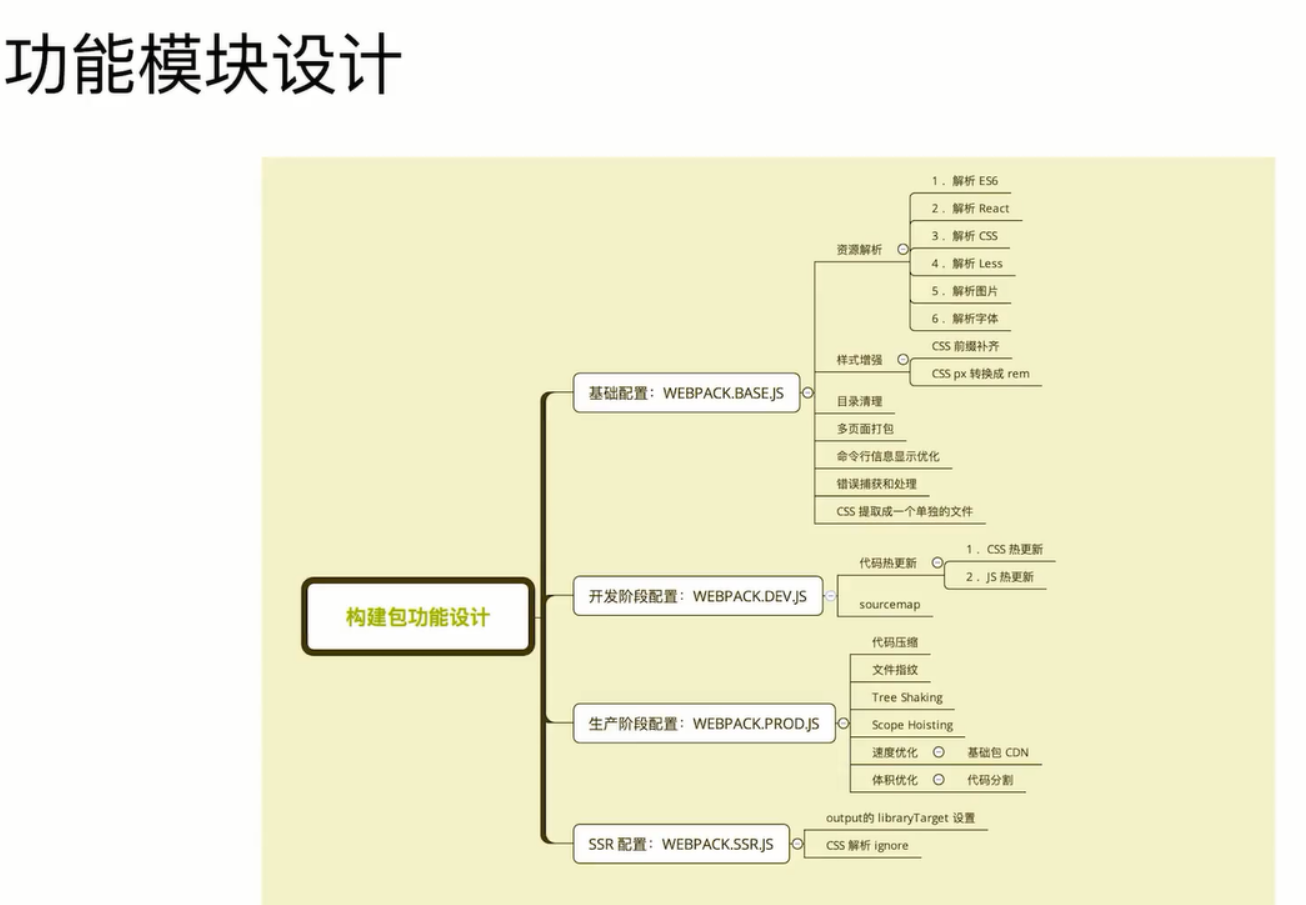 功能模块设计
构建包功能设计
基础配置：WEBPACK.BASE.JS
资源解析
1． 解析 ES6
2． 解析 React
3． 解析 CSS
4． 解析 Less
5． 解析图片
6． 解析字体
样式增强
CSS 前缀补齐
CSS px 转换成 rem
目录清理
多页面打包
命令行信息显示优化
错误捕获和处理
CSS 提取成一个单独的文件
开发阶段配置：WEBPACK.DEV.JS
代码热更新
1． CSS 热更新
2． JS 热更新
sourcemap
生产阶段配置：WEBPACK.PROD.JS
代码压缩
文件指纹
Tree Shaking
Scope Hoisting
速度优化
基础包 CDN
体积优化
代码分割
SSR 配置：WEBPACK.SSR.JS
output的 libraryTarget 设置
CSS 解析 ignore